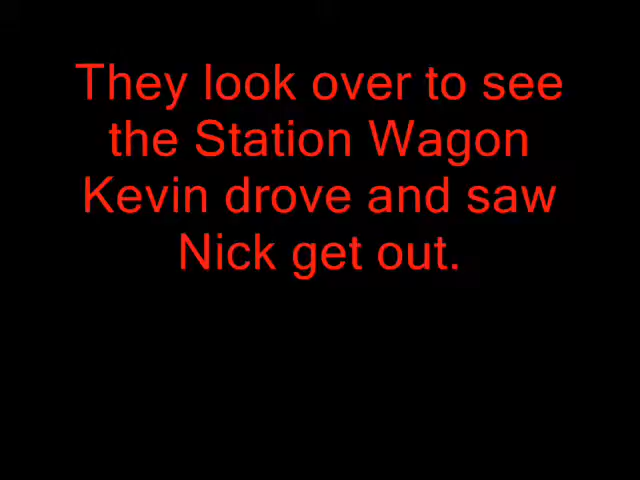 They look over to see
the Station Wagon
Kevin drove and saw
Nick get out.